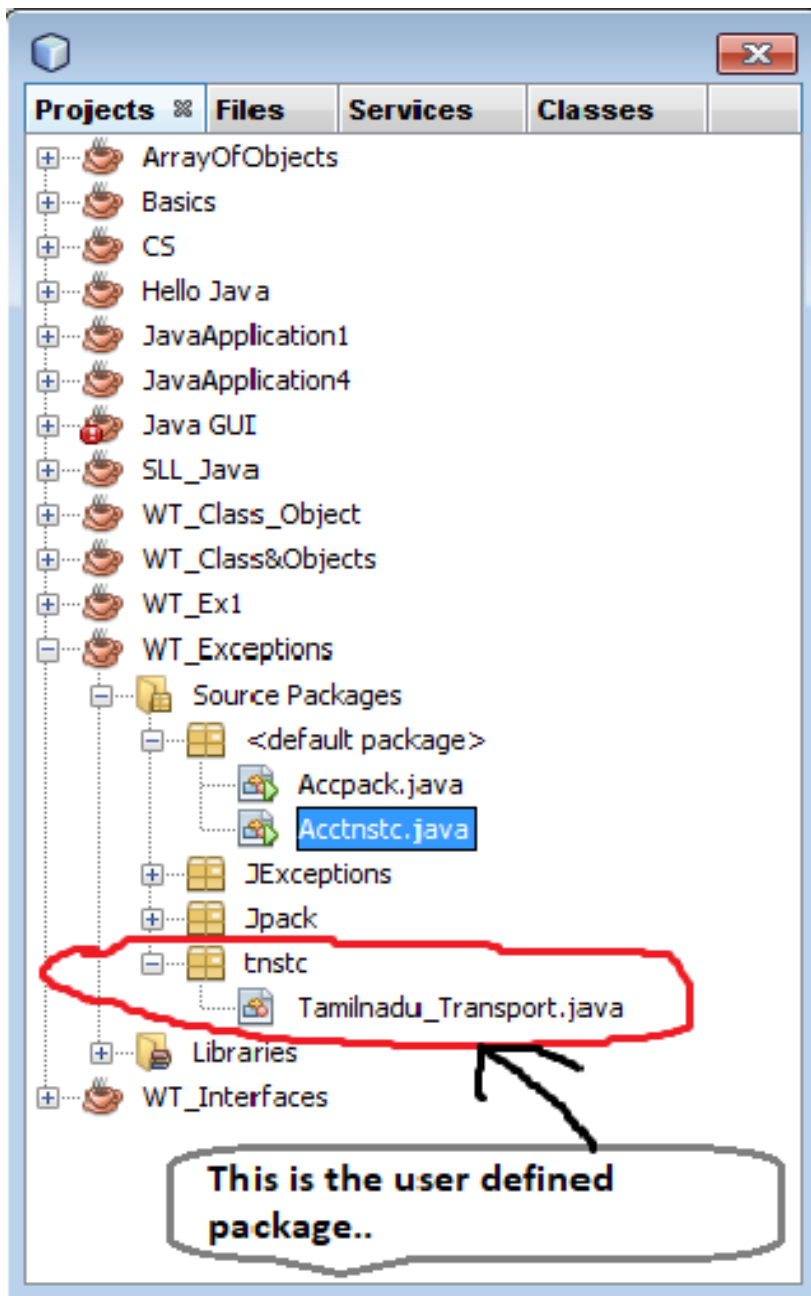 Projects Files Services Classes
ArrayOfObjects
Basics
CS
Hello Java
JavaApplication1
JavaApplication4
Java GUI
SLL_Java
WT_Class_Object
WT_Class&Objects
WT_Ex1
WT_Exceptions
Source Packages
<default package>
Accpack.java
Acctnstc.java
JExceptions
Jpack
tnstc
Tamilnadu_Transport.java
Libraries
WT_Interfaces
This is the user defined
package..